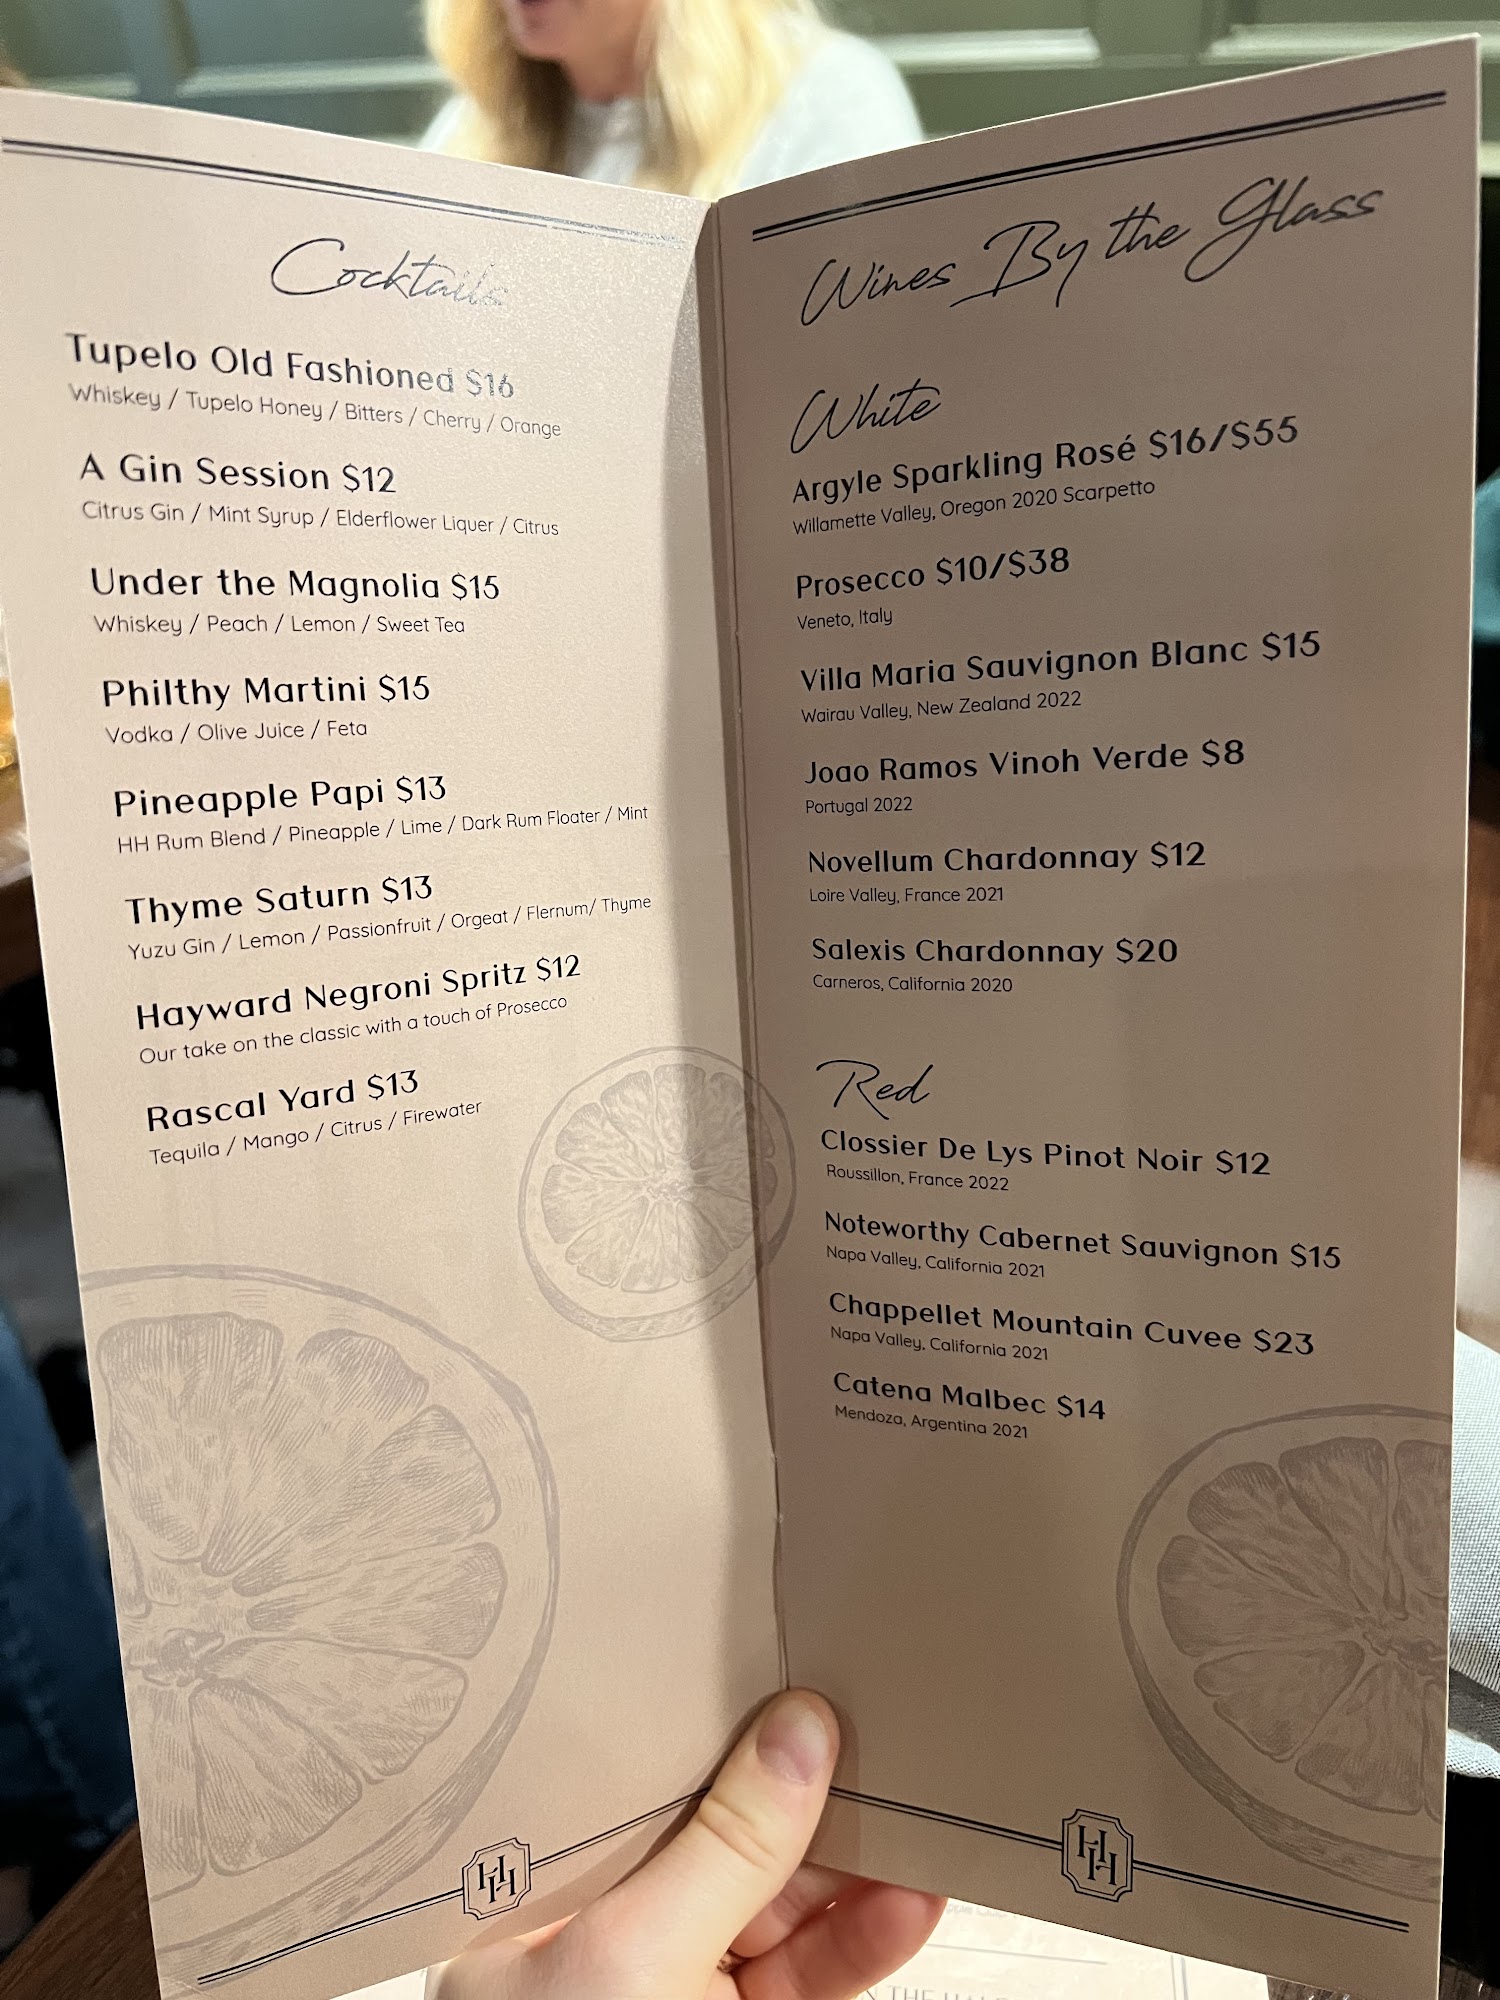 Cocktails
Tupelo Old Fashioned $16
Whiskey / Tupelo Honey / Bitters / Cherry / Orange
A Gin Session $12
Citrus Gin / Mint Syrup / Elderflower Liquer / Citrus
Under the Magnolia $15
Whiskey / Peach / Lemon / Sweet Tea
Philthy Martini $15
Vodka / Olive Juice / Feta
Pineapple Papi $13
HH Rum Blend / Pineapple / Lime / Dark Rum Floater / Mint
Thyme Saturn $13
Yuzu Gin / Lemon / Passionfruit / Orgeat / Flernum/ Thyme
Hayward Negroni Spritz $12
Our take on the classic with a touch of Prosecco
Rascal Yard $13
Tequila / Mango / Citrus / Firewater
HH
Wines By the Glass
White
Argyle Sparkling Rosé $16/$55
Willamette Valley, Oregon 2020 Scarpetto
Prosecco $10/$38
Veneto, Italy
Villa Maria Sauvignon Blanc $15
Wairau Valley, New Zealand 2022
Joao Ramos Vinoh Verde $8
Portugal 2022
Novellum Chardonnay $12
Loire Valley, France 2021
Salexis Chardonnay $20
Carneros, California 2020
Red
Clossier De Lys Pinot Noir $12
Roussillon, France 2022
Noteworthy Cabernet Sauvignon $15
Napa Valley, California 2021
Chappellet Mountain Cuvee $23
Napa Valley, California 2021
Catena Malbec $14
Mendoza, Argentina 2021
HH